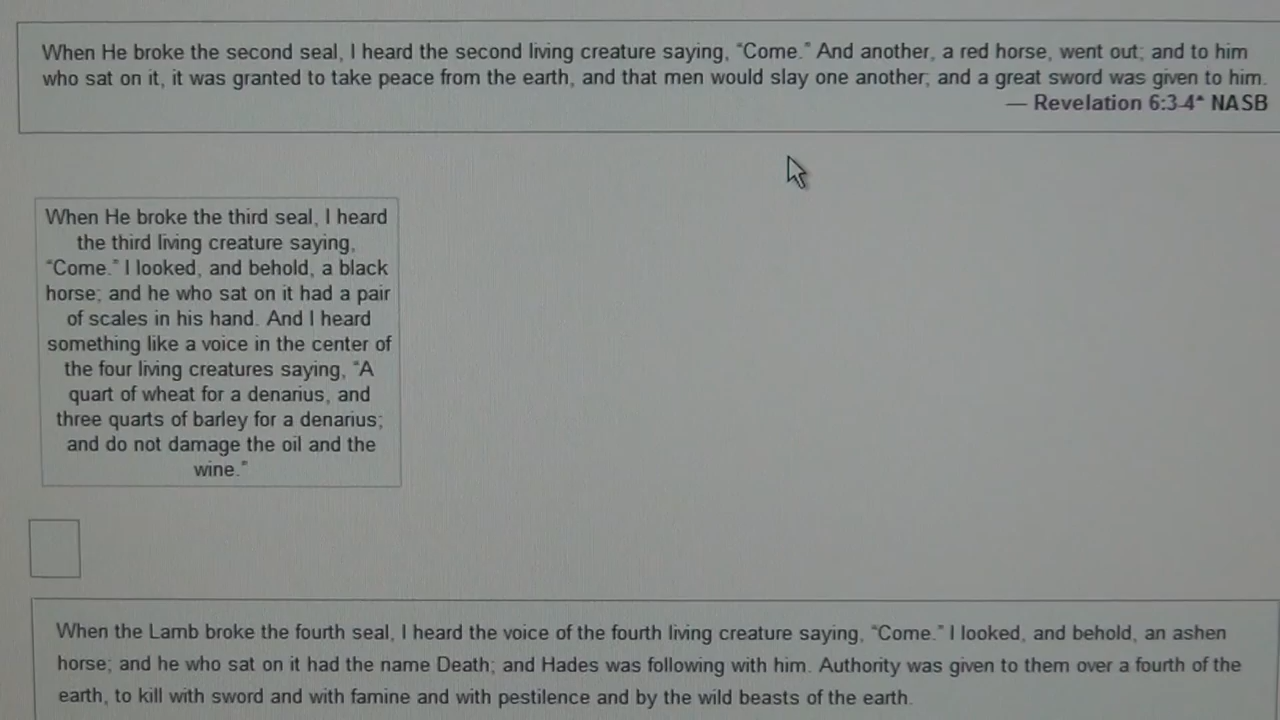 When He broke the second seal, I heard the second living creature saying, “Come.” And another, a red horse, went out; and to him
who sat on it, it was granted to take peace from the earth, and that men would slay one another; and a great sword was given to him.
— Revelation 6:3-4ˆ NASB
When He broke the third seal, I heard
the third living creature saying,
“Come.” I looked, and behold, a black
horse; and he who sat on it had a pair
of scales in his hand. And I heard
something like a voice in the center of
the four living creatures saying, “A
quart of wheat for a denarius, and
three quarts of barley for a denarius;
and do not damage the oil and the
wine.”
When the Lamb broke the fourth seal, I heard the voice of the fourth living creature saying, “Come.” I looked, and behold, an ashen
horse; and he who sat on it had the name Death; and Hades was following with him. Authority was given to them over a fourth of the
earth, to kill with sword and with famine and with pestilence and by the wild beasts of the earth.